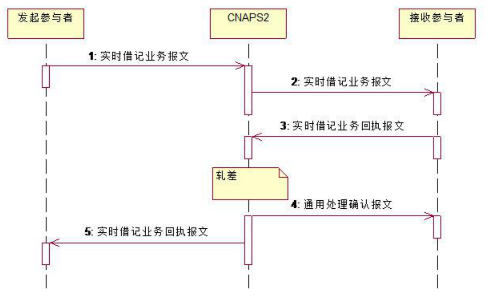 发起参与者
CNAPS2
接收参与者
1: 实时借记业务报文
2: 实时借记业务报文
3: 实时借记业务回执报文
轧差
4: 通用处理确认报文
5: 实时借记业务回执报文